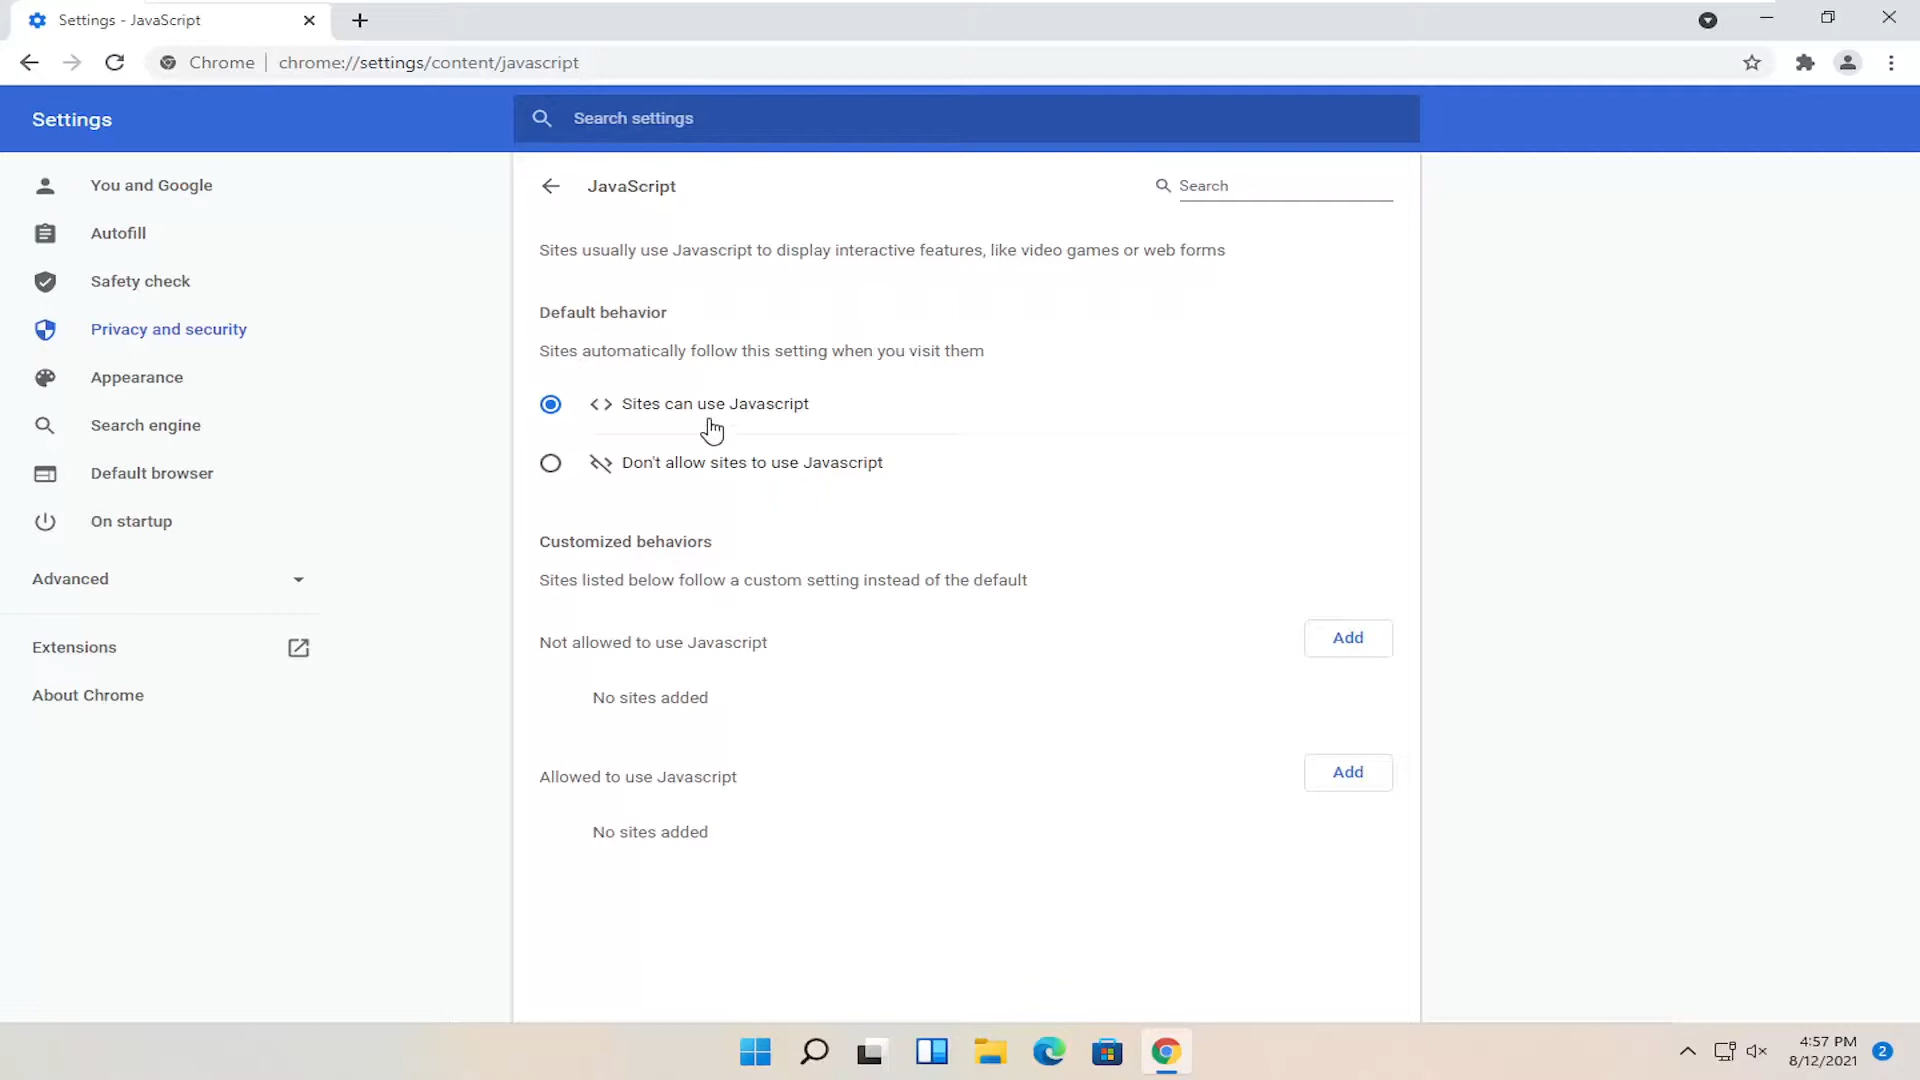 Settings - JavaScript
Chrome
chrome://settings/content/javascript
Settings
Search settings
You and Google
Autofill
Safety check
Privacy and security
Appearance
Search engine
Default browser
On startup
Advanced
Extensions
About Chrome
JavaScript
Search
Sites usually use Javascript to display interactive features, like video games or web forms
Default behavior
Sites automatically follow this setting when you visit them
Sites can use Javascript
Don't allow sites to use Javascript
Customized behaviors
Sites listed below follow a custom setting instead of the default
Not allowed to use Javascript
Add
No sites added
Allowed to use Javascript
Add
No sites added
4:57 PM
8/12/2021
2